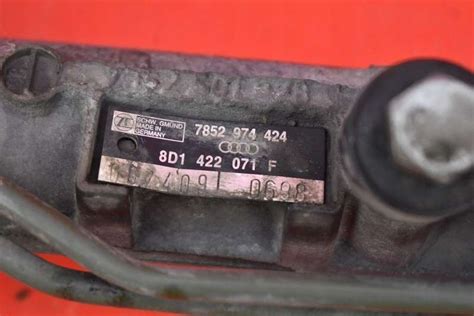 ZF
SCHW. GMÜND
MADE IN
GERMANY
7852 974 424
8D1 422 071 F
0698